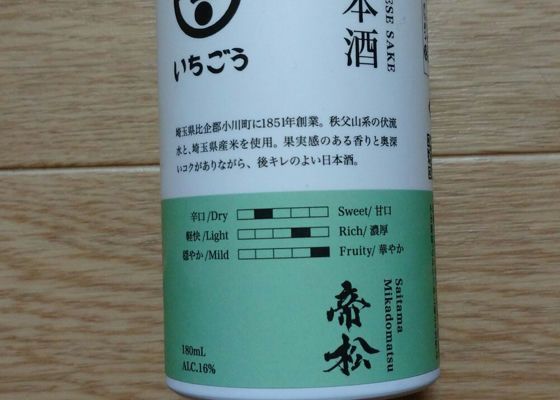 いちごう
本酒
ESE SAKE
埼玉県比企郡小川町に1851年創業。秩父山系の伏流
水と、埼玉県産米を使用。果実感のある香りと奥深
いコクがありながら、後キレのよい日本酒。
辛口/Dry Sweet/甘口
軽快/Light Rich/濃厚
穏やか/Mild Fruity/華やか
帝松
Saitama
Mikadomatsu
180mL
ALC.16%